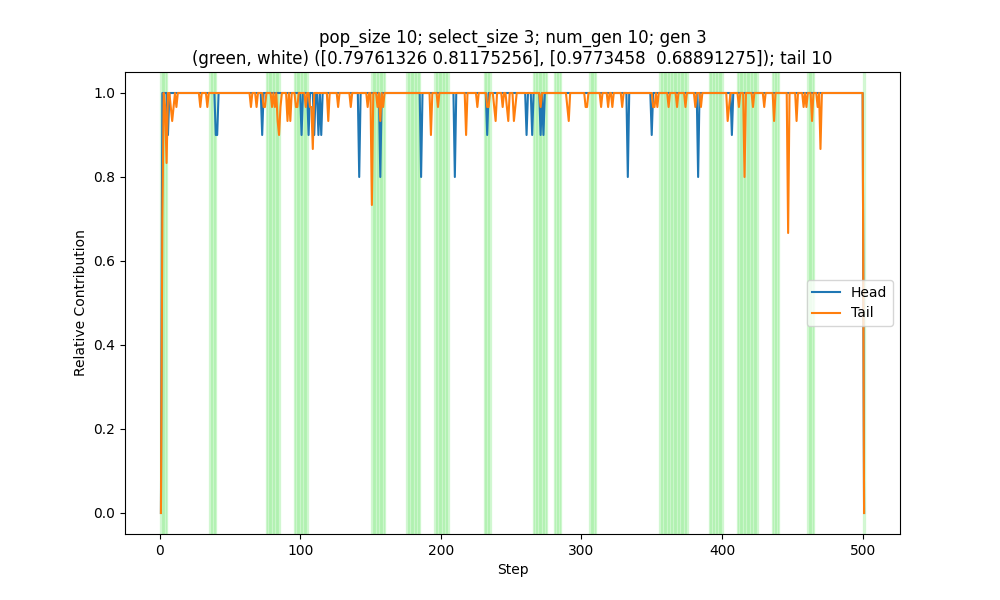 pop_size 10; select_size 3; num_gen 10; gen 3
(green, white) ([0.79761326 0.81175256], [0.9773458  0.68891275]); tail 10
1.0
0.8
0.6
0.4
0.2
0.0
Relative Contribution
Head
Tail
0
100
200
300
400
500
Step